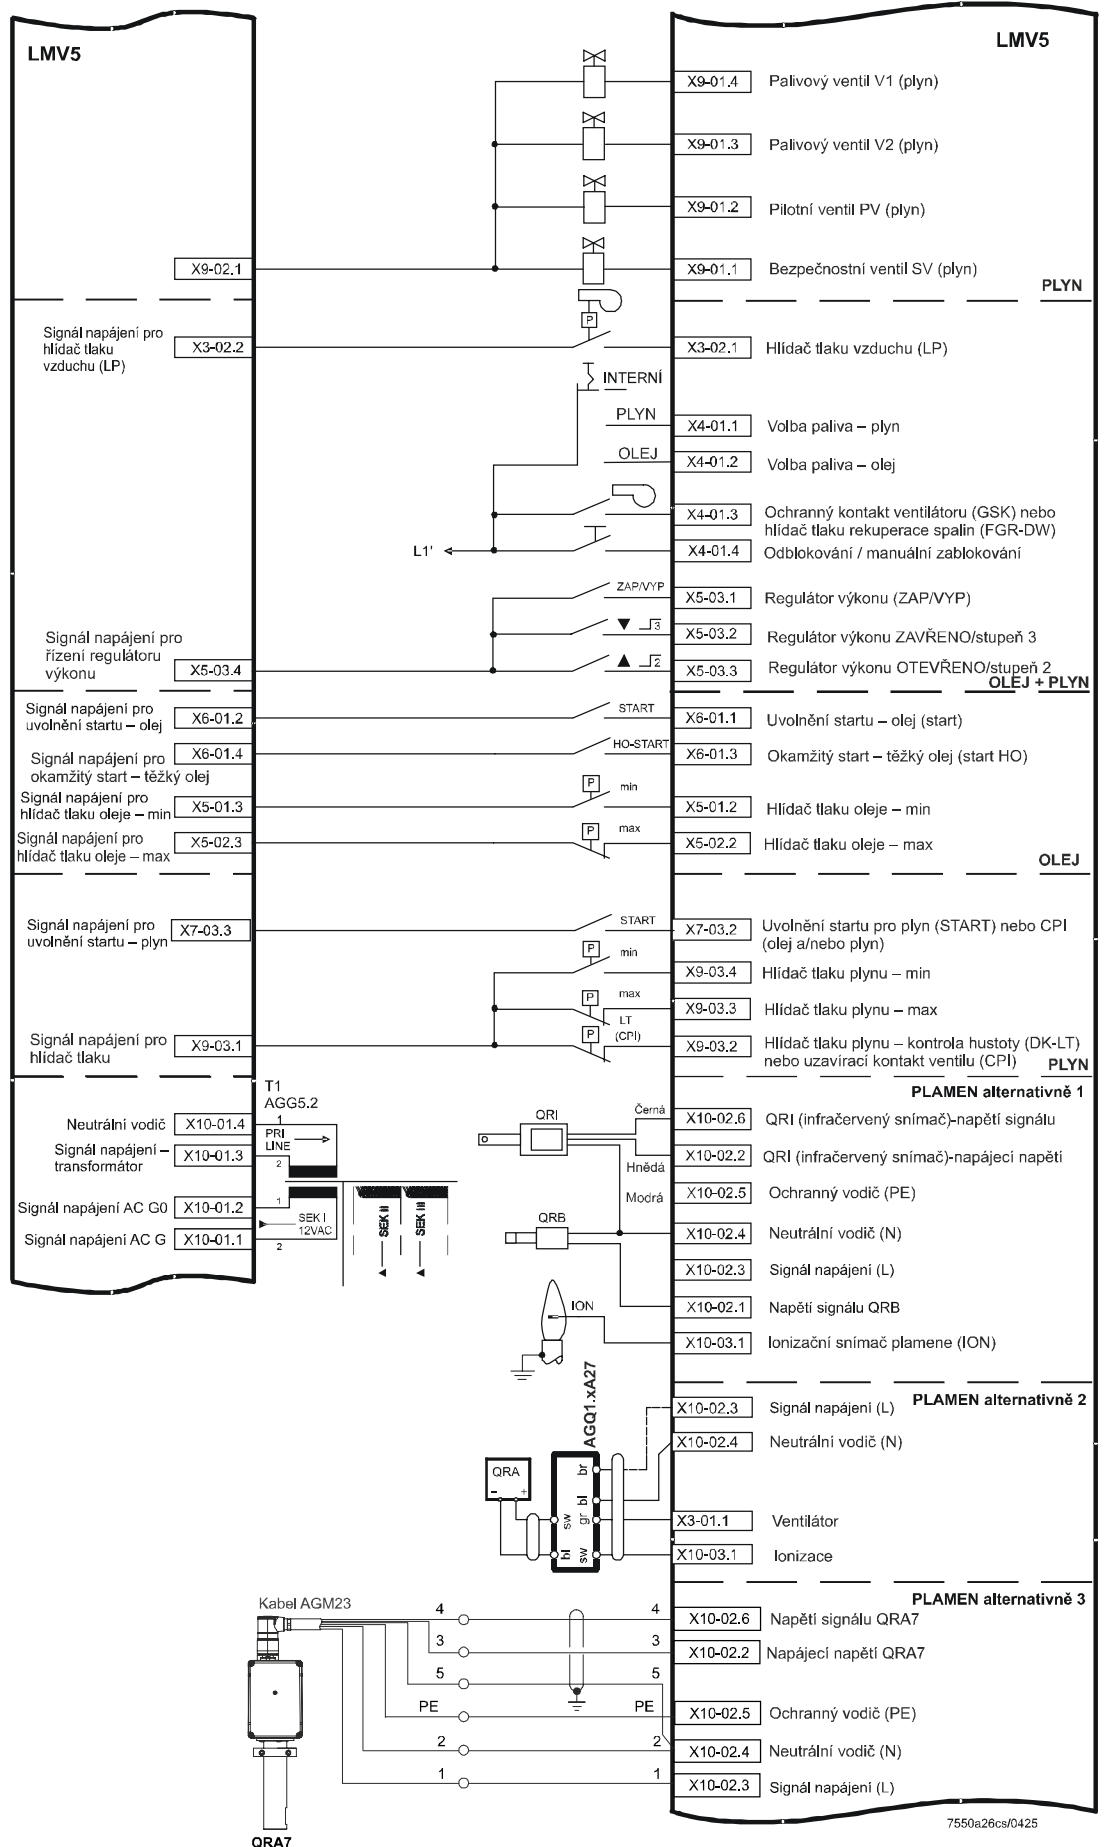 LMV5
LMV5
X9-01.4 Palivový ventil V1 (plyn)
X9-01.3 Palivový ventil V2 (plyn)
X9-01.2 Pilotní ventil PV (plyn)
X9-02.1
X9-01.1 Bezpečnostní ventil SV (plyn)
PLYN
Signál napájení pro
hlídač tlaku
vzduchu (LP)
X3-02.2
P
X3-02.1 Hlídač tlaku vzduchu (LP)
INTERNÍ
PLYN
X4-01.1 Volba paliva – plyn
OLEJ
X4-01.2 Volba paliva – olej
X4-01.3 Ochranný kontakt ventilátoru (GSK) nebo
hlídač tlaku rekuperace spalin (FGR-DW)
L1'
X4-01.4 Odblokování / manuální zablokování
ZAP/VYP
X5-03.1 Regulátor výkonu (ZAP/VYP)
3
X5-03.2 Regulátor výkonu ZAVŘENO/stupeň 3
Signál napájení pro
řízení regulátoru
výkonu
X5-03.4
2
X5-03.3 Regulátor výkonu OTEVŘENO/stupeň 2
OLEJ + PLYN
Signál napájení pro
uvolnění startu – olej
X6-01.2
START
X6-01.1 Uvolnění startu – olej (start)
Signál napájení pro
okamžitý start – těžký olej
X6-01.4
HO-START
X6-01.3 Okamžitý start – těžký olej (start HO)
Signál napájení pro
hlídač tlaku oleje – min
X5-01.3
P min
X5-01.2 Hlídač tlaku oleje – min
Signál napájení pro
hlídač tlaku oleje – max
X5-02.3
P max
X5-02.2 Hlídač tlaku oleje – max
OLEJ
Signál napájení pro
uvolnění startu – plyn
X7-03.3
START
X7-03.2 Uvolnění startu pro plyn (START) nebo CPI
(olej a/nebo plyn)
P min
X9-03.4 Hlídač tlaku plynu – min
P max
X9-03.3 Hlídač tlaku plynu – max
Signál napájení pro
hlídač tlaku
X9-03.1
P LT
(CPI)
X9-03.2 Hlídač tlaku plynu – kontrola hustoty (DK-LT)
nebo uzavírací kontakt ventilu (CPI)
PLYN
PLAMEN alternativně 1
T1
AGG5.2
Neutrální vodič X10-01.4
1
PRI
LINE
Signál napájení –
transformátor
X10-01.3
2
Signál napájení AC G0 X10-01.2
1
SEK I
12VAC
Signál napájení AC G X10-01.1
2
SEK II
SEK III
QRI
Černá
X10-02.6 QRI (infračervený snímač)-napětí signálu
Hnědá
X10-02.2 QRI (infračervený snímač)-napájecí napětí
Modrá
X10-02.5 Ochranný vodič (PE)
QRB
X10-02.4 Neutrální vodič (N)
X10-02.3 Signál napájení (L)
X10-02.1 Napětí signálu QRB
ION
X10-03.1 Ionizační snímač plamene (ION)
PLAMEN alternativně 2
AGQ1.xA27
X10-02.3 Signál napájení (L)
X10-02.4 Neutrální vodič (N)
QRA
- +
br
bl
sw
gr
bl
sw
X3-01.1 Ventilátor
X10-03.1 Ionizace
PLAMEN alternativně 3
Kabel AGM23
4 4 X10-02.6 Napětí signálu QRA7
3 3 X10-02.2 Napájecí napětí QRA7
5 5
PE PE X10-02.5 Ochranný vodič (PE)
2 2 X10-02.4 Neutrální vodič (N)
1 1 X10-02.3 Signál napájení (L)
QRA7
7550a26cs/0425